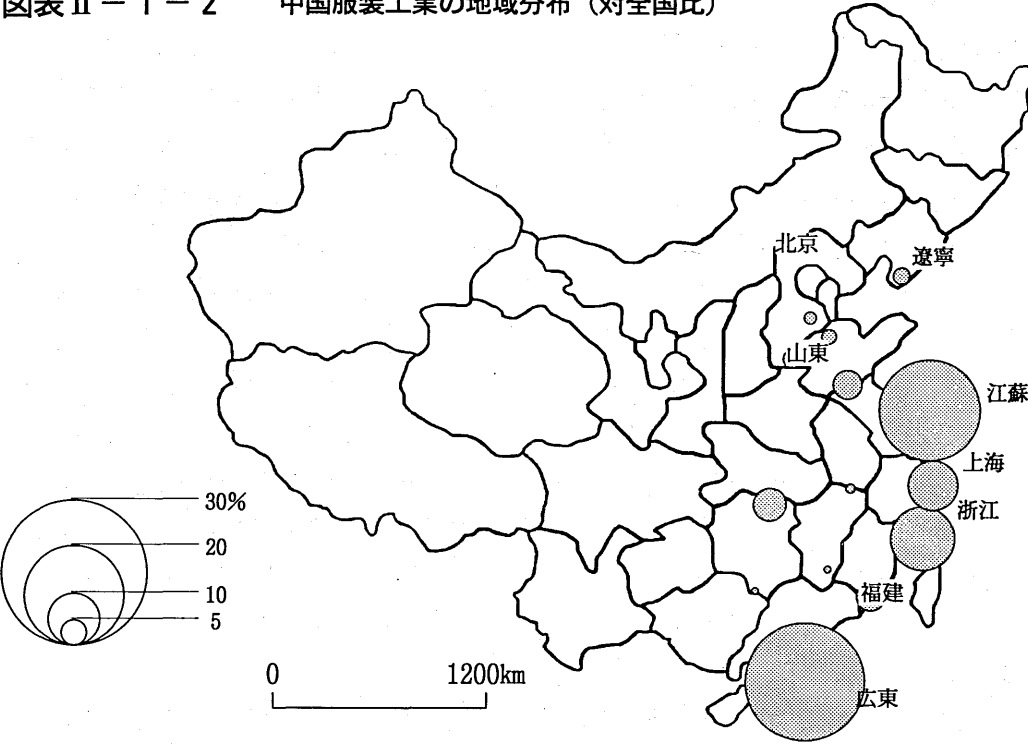 図表Ⅱ－1－2 中国服装工業の地域分布（対全国比）
北京
遼寧
山東
江蘇
上海
浙江
福建
広東
30%
20
10
5
0 1200km